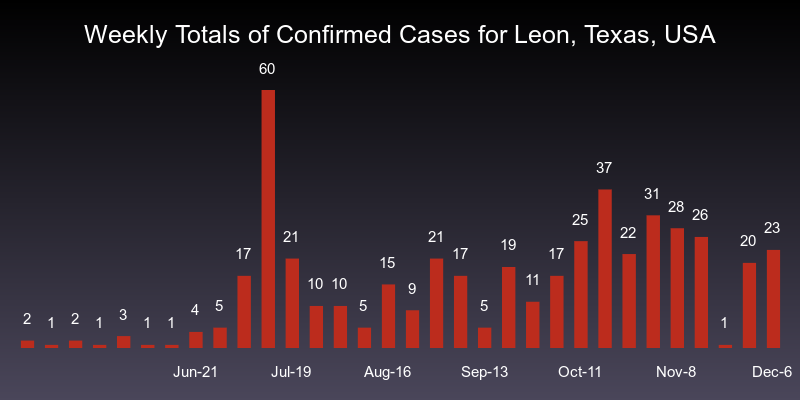 Weekly Totals of Confirmed Cases for Leon, Texas, USA
2 1 2 1 3 1 1 4 5 17 60 21 10 10 5 15 9 21 17 5 19 11 17 25 37 22 31 28 26 1 20 23
Jun-21 Jul-19 Aug-16 Sep-13 Oct-11 Nov-8 Dec-6